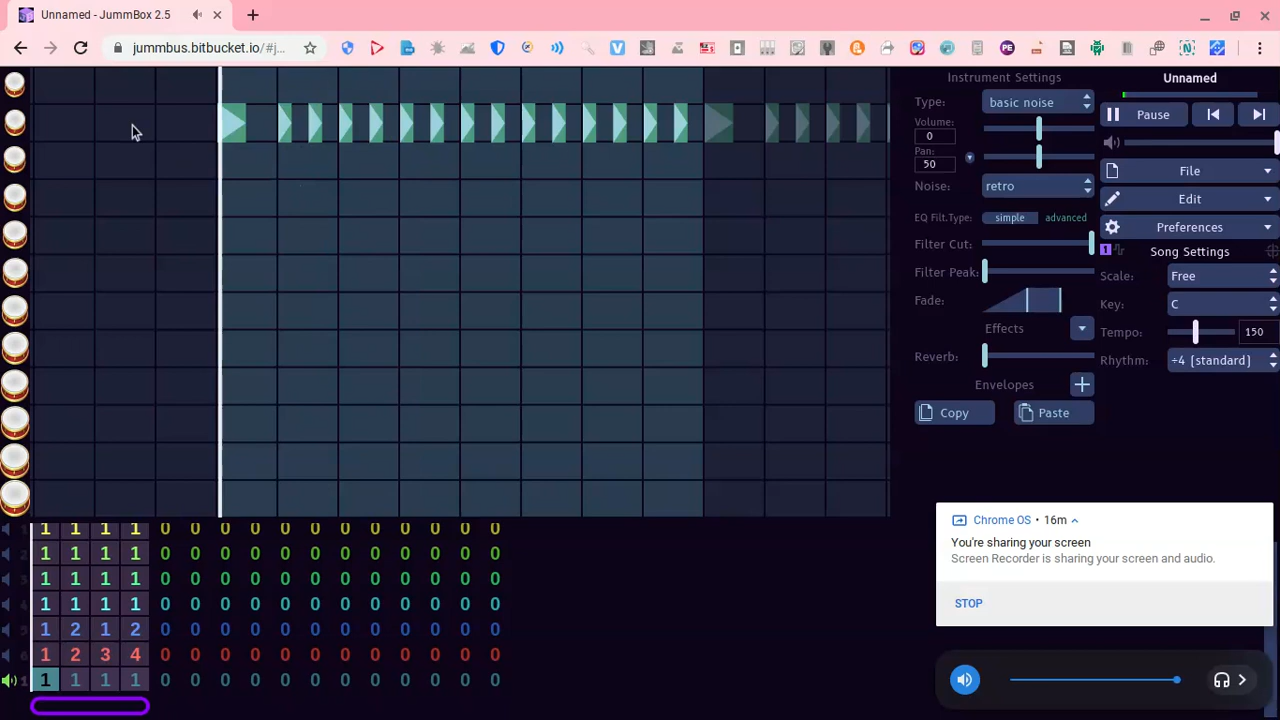 Unnamed - JummBox 2.5
jummbus.bitbucket.io/#j...
Instrument Settings
Type:
basic noise
Volume:
0
Pan:
50
Noise:
retro
EQ Filt.Type:
simple
advanced
Filter Cut:
Filter Peak:
Fade:
Effects
Reverb:
Envelopes
Copy
Paste
Unnamed
Pause
File
Edit
Preferences
1
Song Settings
Scale:
Free
Key:
C
Tempo:
150
Rhythm:
÷4 [standard]
1 1 1 1 1 0 0 0 0 0 0 0 0 0 0 0 0
2 1 1 1 1 0 0 0 0 0 0 0 0 0 0 0 0
3 1 1 1 1 0 0 0 0 0 0 0 0 0 0 0 0
4 1 1 1 1 0 0 0 0 0 0 0 0 0 0 0 0
5 1 2 1 2 0 0 0 0 0 0 0 0 0 0 0 0
6 1 2 3 4 0 0 0 0 0 0 0 0 0 0 0 0
1 1 1 1 1 0 0 0 0 0 0 0 0 0 0 0 0
Chrome OS • 16m
You're sharing your screen
Screen Recorder is sharing your screen and audio.
STOP